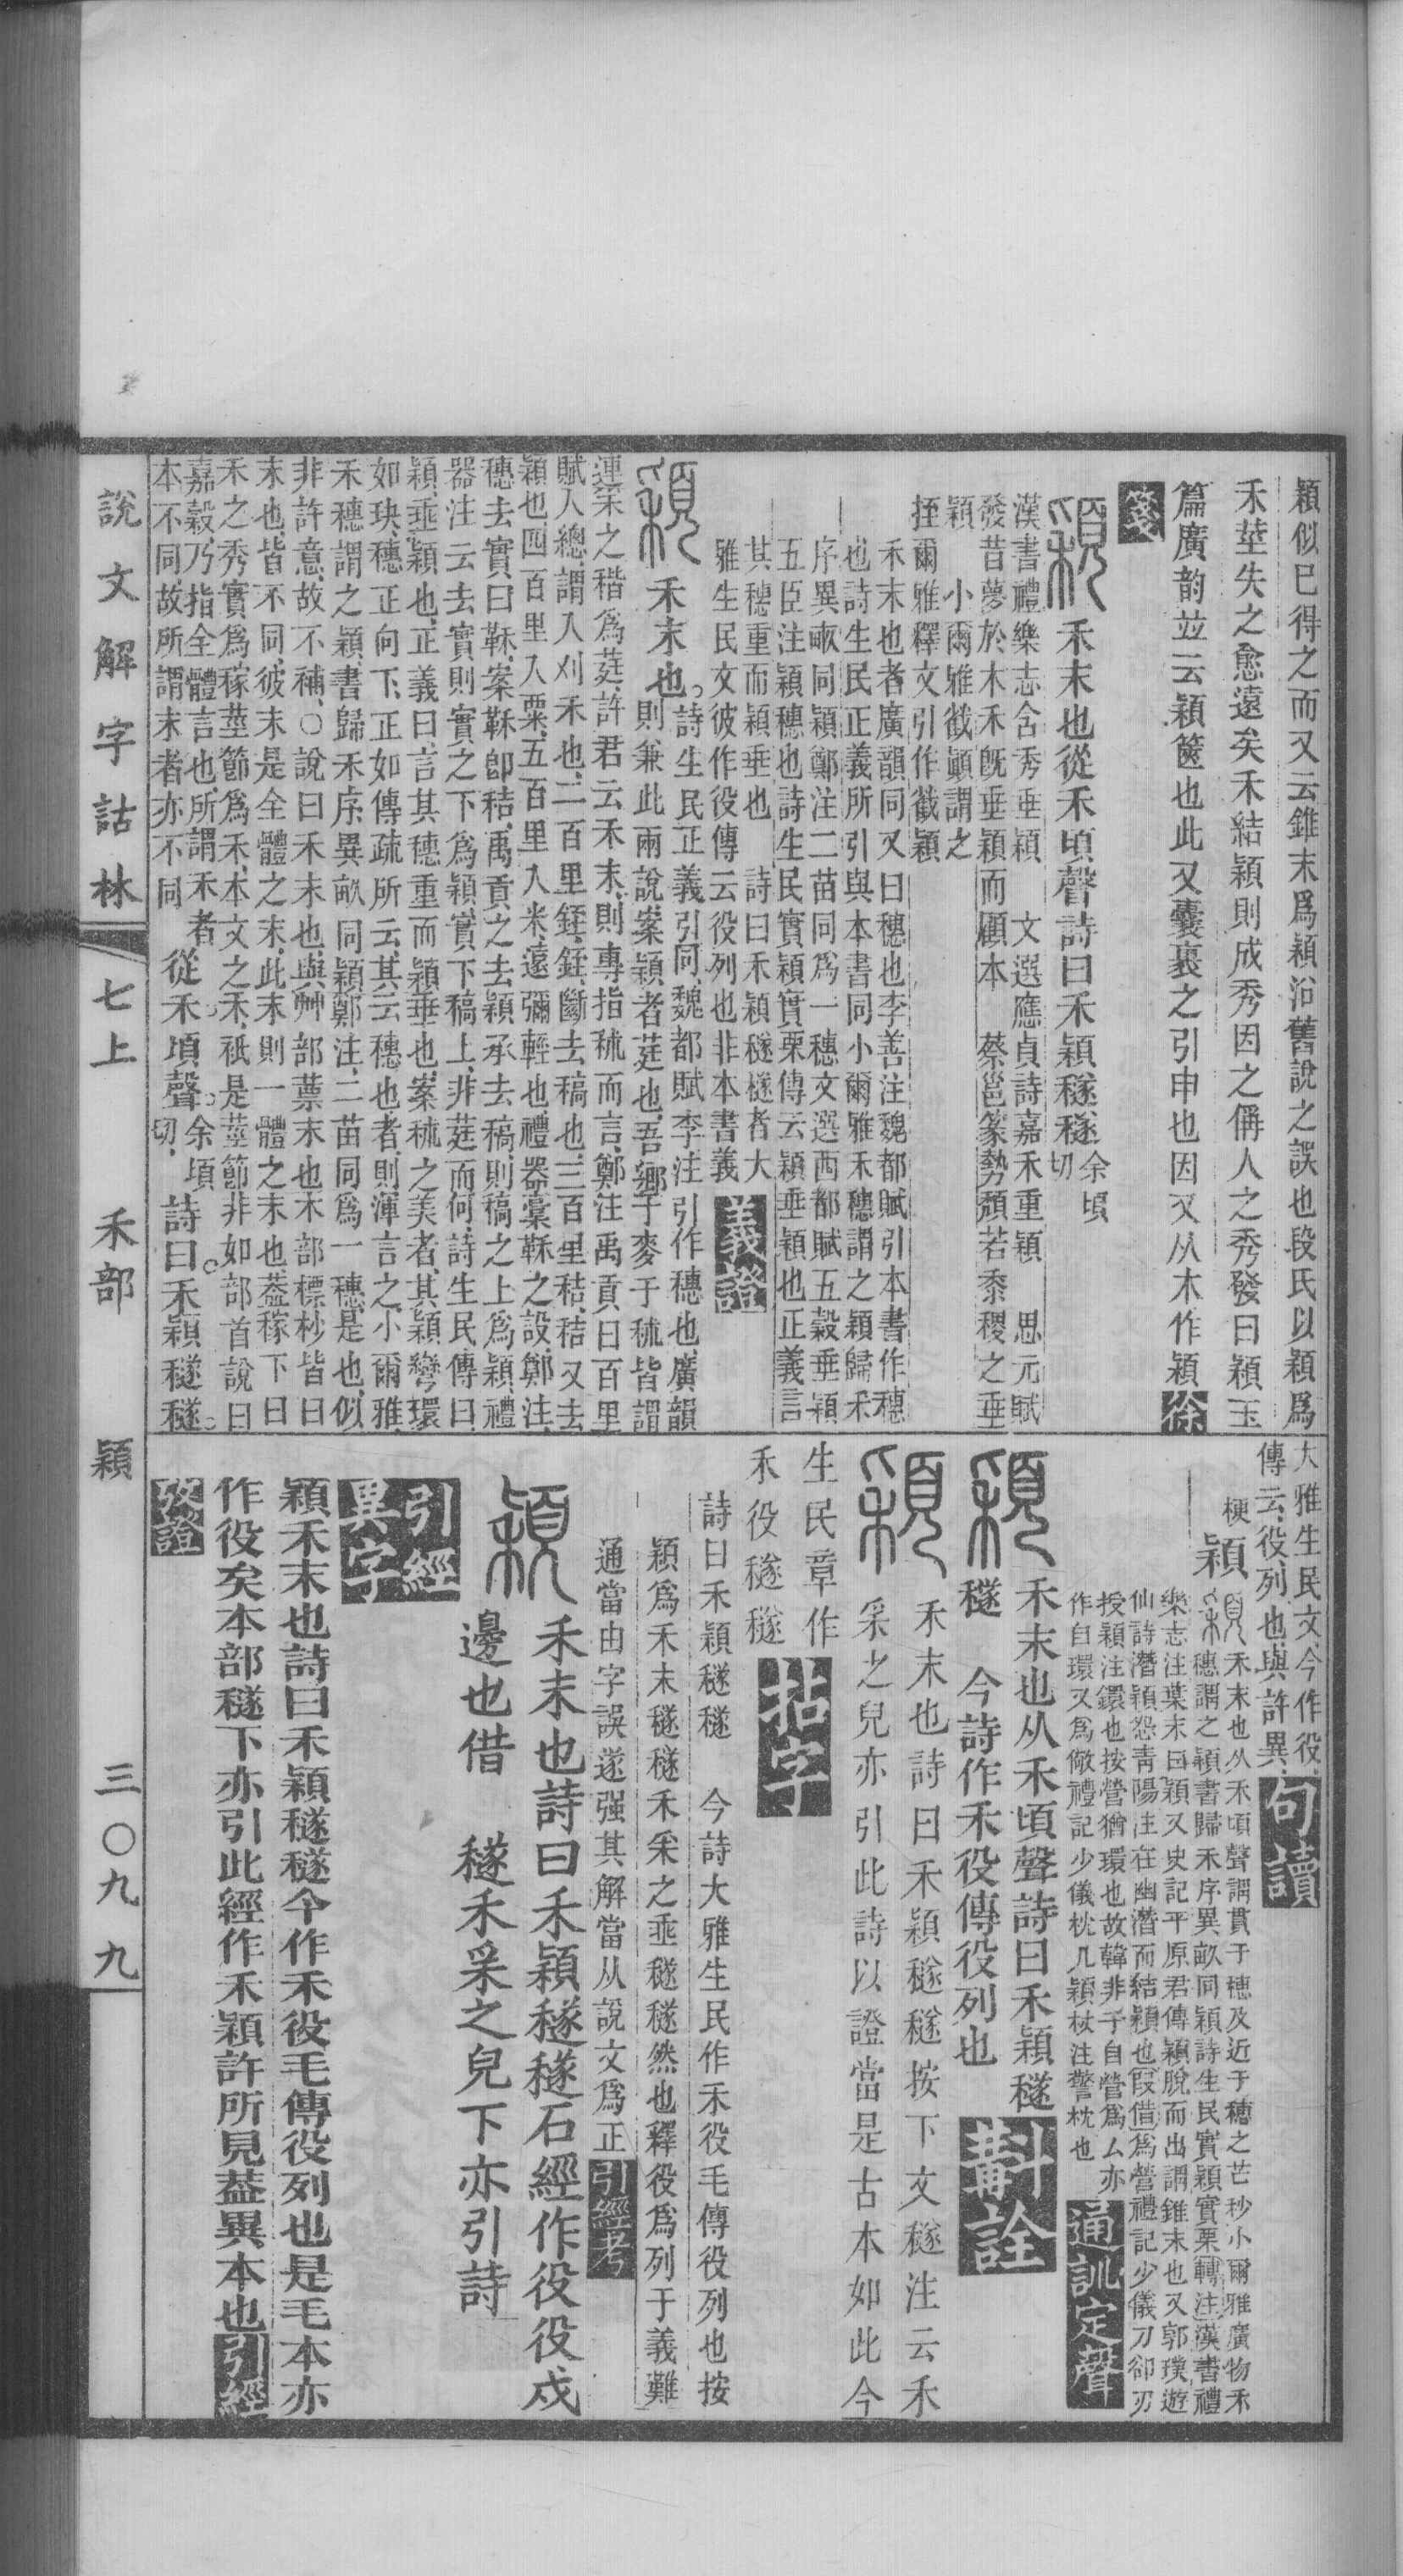 穎似已得之而又云錐末爲穎沿舊說之誤也段氏以穎爲
禾莖失之愈遠矣禾結穎則成秀因之偁人之秀發曰穎玉
篇廣韵竝云穎篋也此又囊裹之引申也因又从木作穎徐
箋
穎禾末也從禾頃聲詩曰禾穎穟穟余頃切
漢書禮樂志含秀垂穎　文選應貞詩嘉禾重穎　思元賦
發昔夢於木禾旣垂穎而顧本　蔡邕篆勢頹若黍稷之垂
穎　小爾雅截顚謂之
挃爾雅釋文引作截穎
禾末也者廣韻同又曰穗也李善注魏都賦引本書作穗
也詩生民正義所引與本書同小爾雅禾穗謂之穎歸禾
序異畞同穎鄭注二苗同爲一穗文選西都賦五穀垂穎
五臣注穎穗也詩生民實穎實栗傳云穎垂穎也正義言
其穗重而穎垂也　詩曰禾穎穟穟者大
雅生民文彼作役傳云役列也非本書義義證
穎禾末也。詩生民正義引同魏都賦李注引作穗也廣韻
則兼此兩說案穎者莛也吾鄉于麥于秫皆謂
連桬之稭爲莛許君云禾末則專指秫而言鄭注禹貢曰百里
賦入總謂入刈禾也二百里銍銍斷去稿也三百里秸秸又去
穎也四百里入粟五百里入米遠彌輕也禮器藁鞂之設鄭注
穗去實曰鞂案鞂卽秸禹貢之去穎承去稿則稿之上爲穎禮
器注云去實則實之下爲穎實下稿上非莛而何詩生民傳曰
穎垂穎也正義曰言其穗重而穎垂也案秫之美者其穎彎環
如玦穗正向下正如傳疏所云其云穗也者則渾言之小爾雅
禾穗謂之穎書歸禾序異畝同穎鄭注二苗同爲一穗是也似
非許意故不補○說曰禾末也與艸部葉末也木部標杪皆曰
末也皆不同彼末是全體之末此末則一體之末也葢稼下曰
禾之秀實爲稼莖節爲禾本文之禾祇是莖節非如部首說曰
嘉穀乃指全體言也所謂禾者
本不同故所謂末者亦不同從禾頃聲。余頃切詩曰。禾穎穟穟。
大雅生民文今作役
傳云役列也與許異句讀
梗穎穎禾末也从禾頃聲謂貫于穗及近于穗之芒秒小爾雅廣物禾
穗謂之穎書歸禾序異畝同穎詩生民實穎實栗轉注漢書禮
樂志注葉末曰穎又史記平原君傳穎脫而出謂錐末也又郭璞遊
仙詩潛穎怨青陽注在幽潛而結穎也叚借爲營禮記少儀刀卻刃
授穎注鐶也按營猶環也故韓非子自營爲厶亦
作自環又爲儆禮記少儀枕几穎杖注警枕也通訓定聲
穎禾末也从禾頃聲詩曰禾穎穟
穟　今詩作禾役傳役列也斠詮
穎禾末也詩曰禾穎穟穟按下文穟注云禾
采之皃亦引此詩以證當是古本如此今
生民章作
禾役穟穟拈字
詩曰禾穎穟穟　今詩大雅生民作禾役毛傳役列也按
穎爲禾末穟穟禾采之垂穟穟然也釋役爲列于義難
通當由字誤遂强其解當从說文爲正引經考
穎禾末也詩曰禾穎穟穟石經作役役戍
邊也借　穟禾采之皃下亦引詩
引經
異字
穎禾末也詩曰禾穎穟穟今作禾役毛傳役列也是毛本亦
作役矣本部穟下亦引此經作禾穎許所見葢異本也引經
攷證
說文解字詁林　七上　禾部　穎　三〇九九